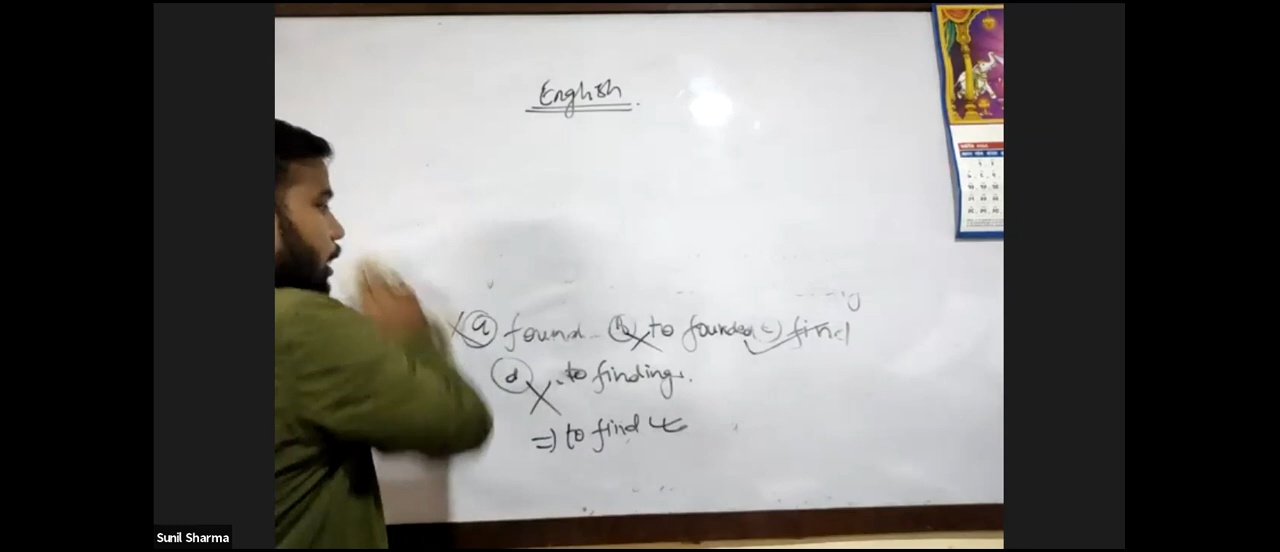 English.
(a) found - (b) to founded (c) find
(d) to finding.
=) to find
Sunil Sharma